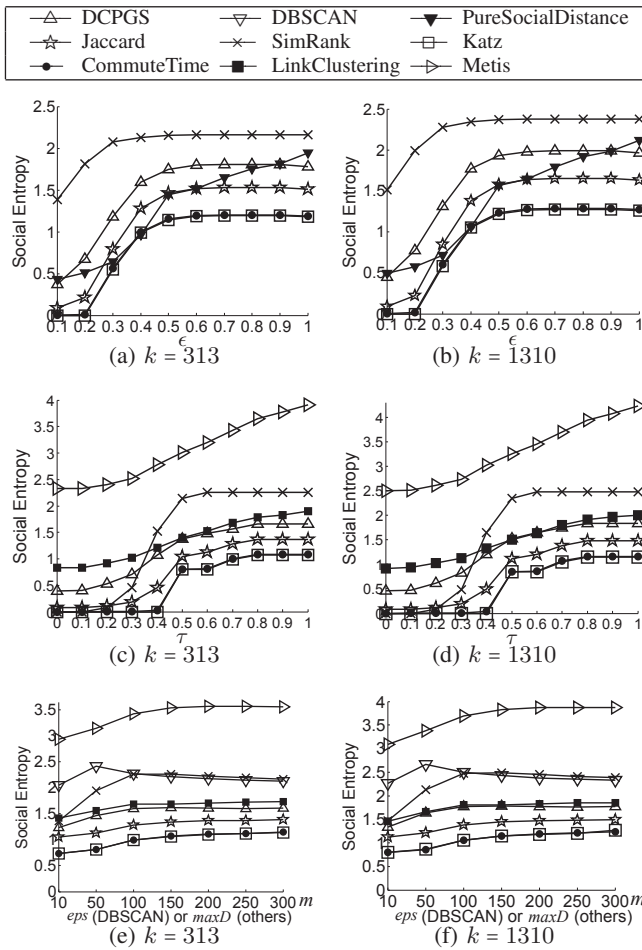 DCPGS DBSCAN PureSocialDistance
Jaccard SimRank Katz
CommuteTime LinkClustering Metis
2.5
2
1.5
1
0.5
0
Social Entropy
0.1 0.2 0.3 0.4 0.5 0.6 0.7 0.8 0.9 1
ϵ
(a) k = 313
2.5
2
1.5
1
0.5
0
Social Entropy
0.1 0.2 0.3 0.4 0.5 0.6 0.7 0.8 0.9 1
ϵ
(b) k = 1310
4
3.5
3
2.5
2
1.5
1
0.5
0
Social Entropy
0 0.1 0.2 0.3 0.4 0.5 0.6 0.7 0.8 0.9 1
τ
(c) k = 313
4
3.5
3
2.5
2
1.5
1
0.5
0
Social Entropy
0 0.1 0.2 0.3 0.4 0.5 0.6 0.7 0.8 0.9 1
τ
(d) k = 1310
3.5
3
2.5
2
1.5
1
0.5
0
Social Entropy
10 50 100 150 200 250 300 m
eps (DBSCAN) or maxD (others)
(e) k = 313
4
3.5
3
2.5
2
1.5
1
0.5
0
Social Entropy
10 50 100 150 200 250 300 m
eps (DBSCAN) or maxD (others)
(f) k = 1310